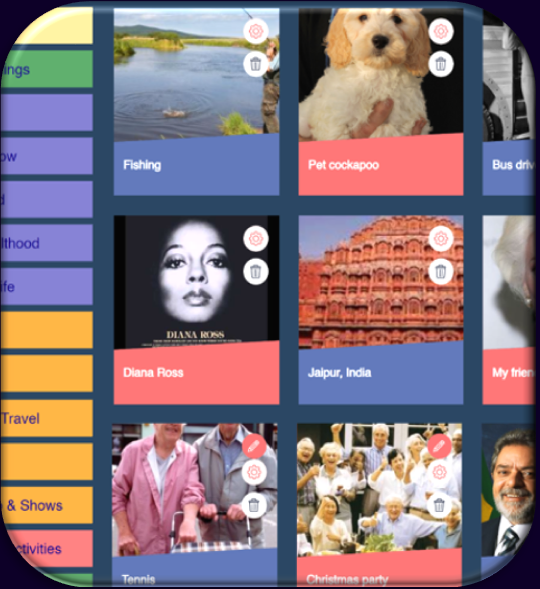 ings
Fishing
Pet cockapoo
Bus driv
ow
d
lthood
ife
DIANA ROSS
Diana Ross
Jaipur, India
My frien
Travel
& Shows
ctivities
Tennis
Christmas party